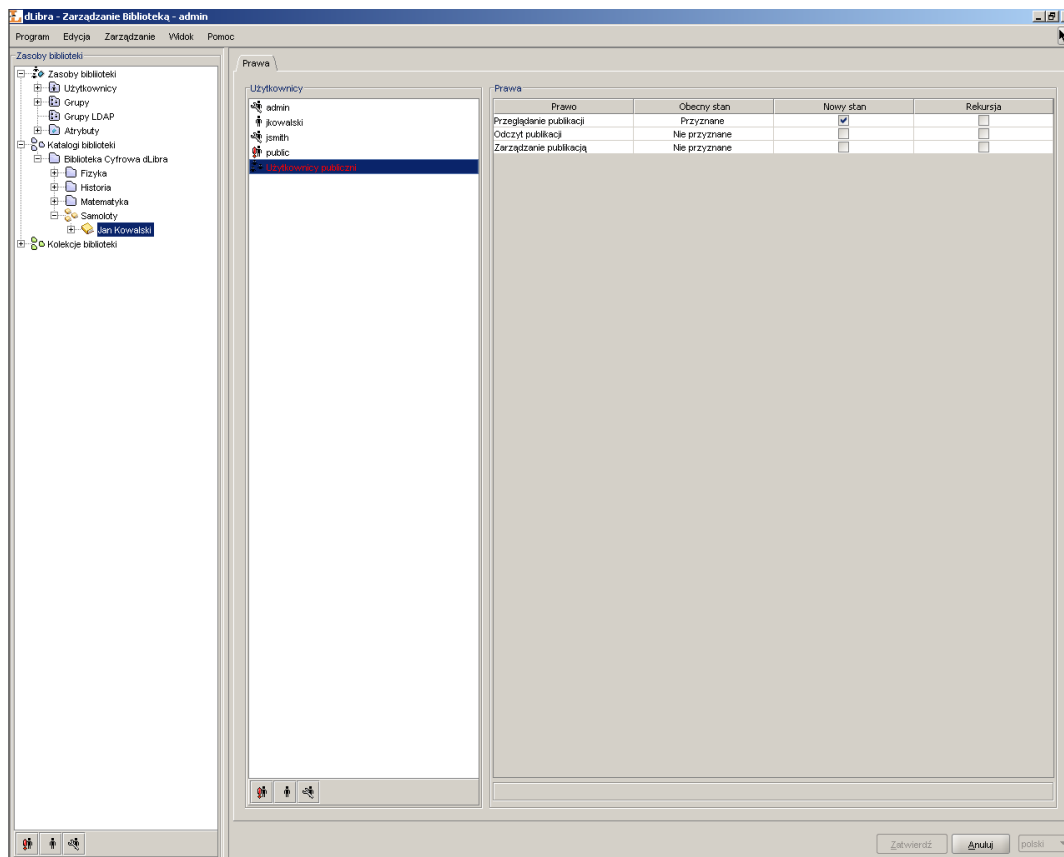 dLibra - Zarządzanie Biblioteką - admin
Program Edycja Zarządzanie Widok Pomoc
Zasoby biblioteki
Zasoby biblioteki
Użytkownicy
Grupy
Grupy LDAP
Atrybuty
Katalogi biblioteki
Biblioteka Cyfrowa dLibra
Fizyka
Historia
Matematyka
Samoloty
Jan Kowalski
Kolekcje biblioteki
Prawa
Użytkownicy
admin
jkowalski
jsmith
public
Użytkownicy publiczni
Prawa
Prawo Obecny stan Nowy stan Rekursja
Przeglądanie publikacji Przyznane
Odczyt publikacji Nie przyznane
Zarządzanie publikacją Nie przyznane
Zatwierdź Anuluj polski